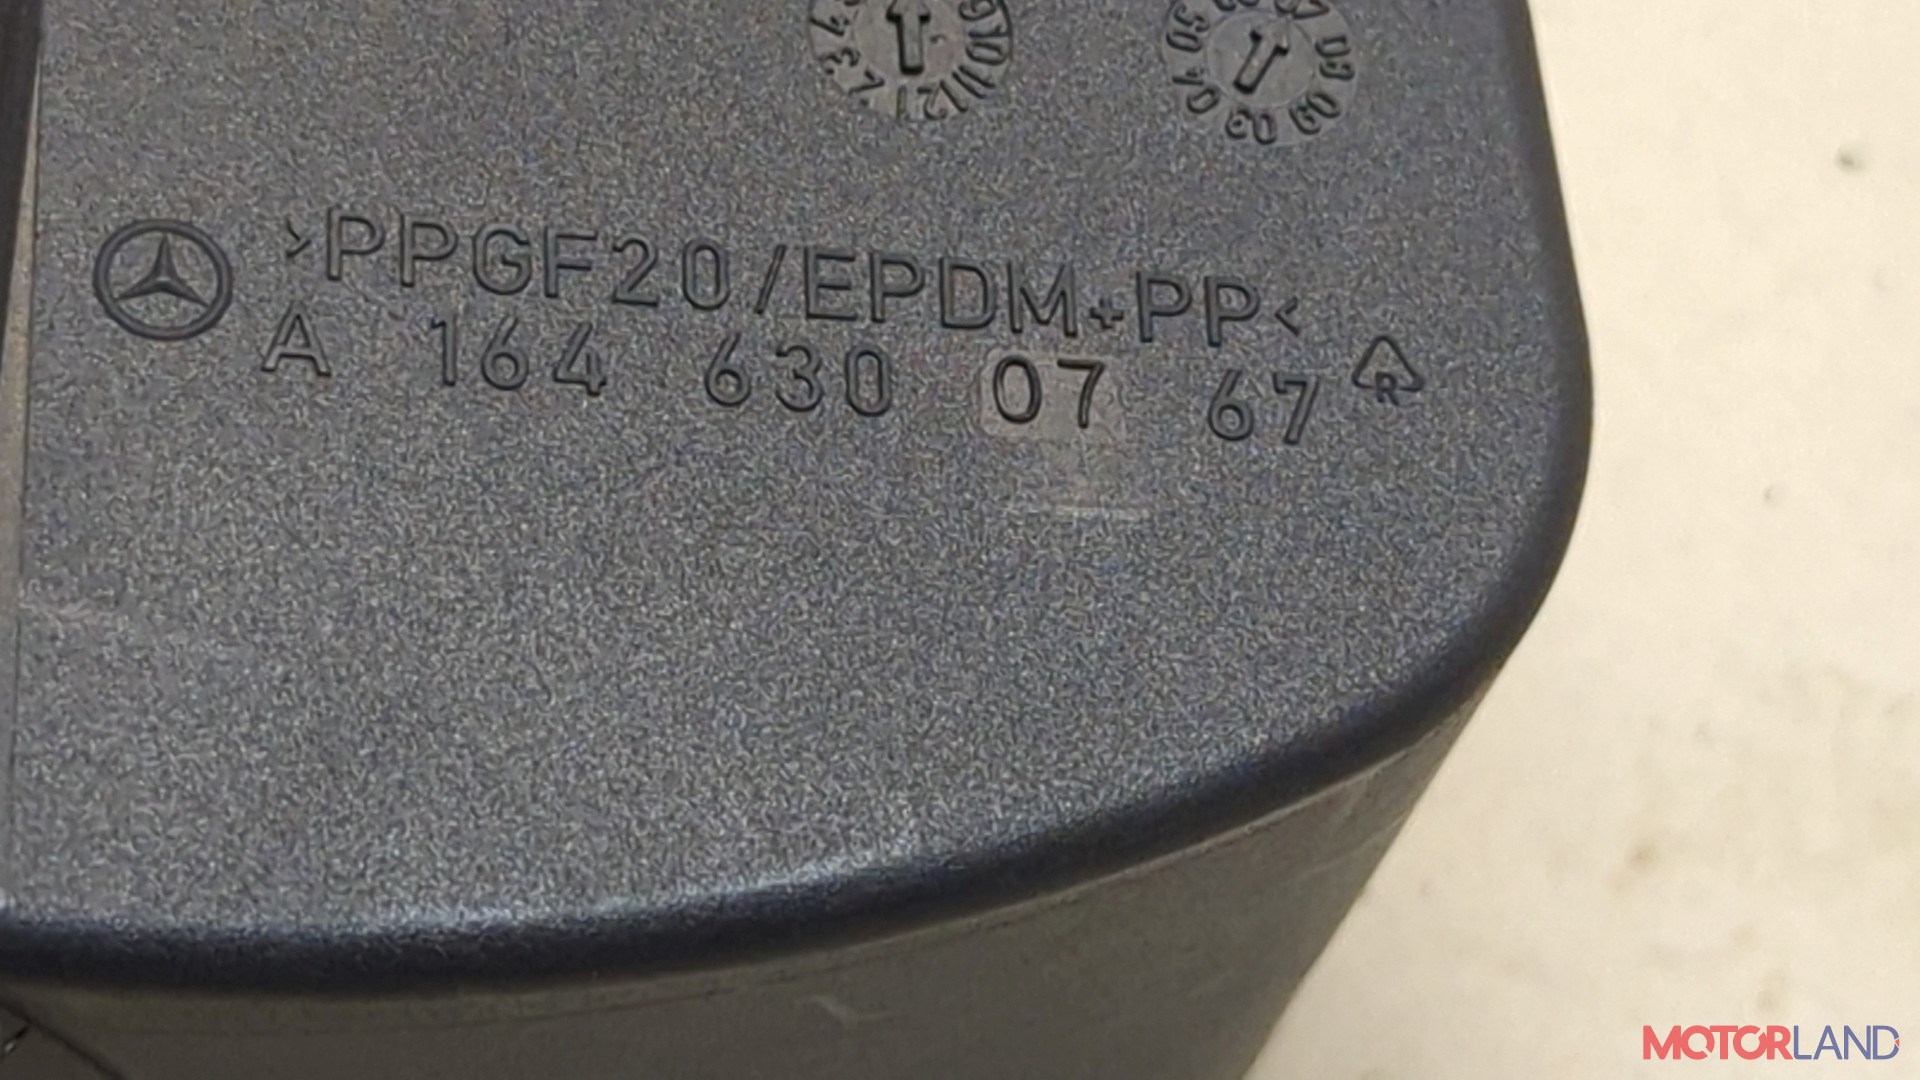 >PPGF20/EPDM+PP<
A 164 630 07 67
R
MOTORLAND